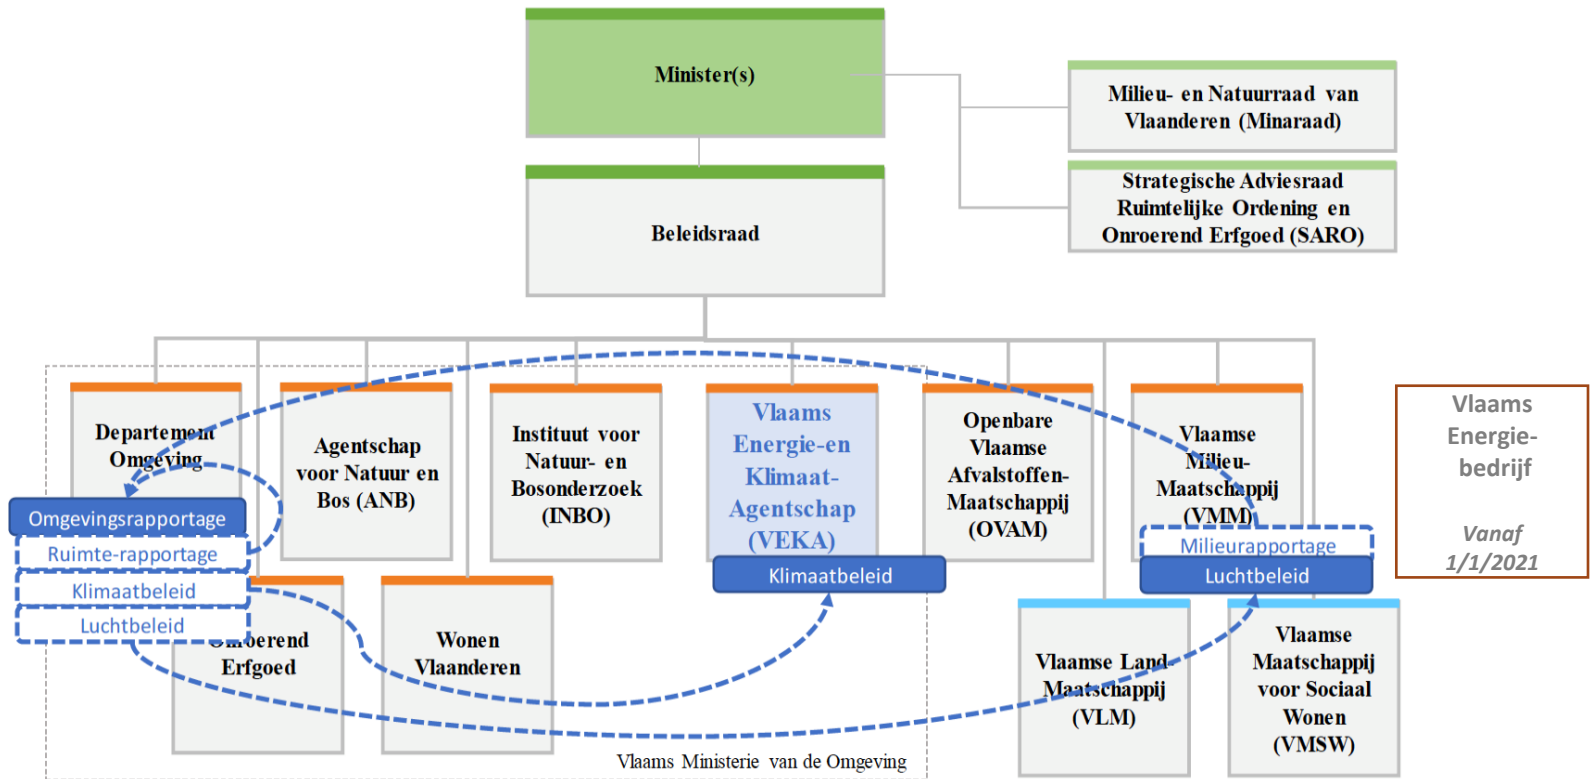 Minister(s)
Milieu- en Natuurraad van
Vlaanderen (Minaraad)
Strategische Adviesraad
Ruimtelijke Ordening en
Onroerend Erfgoed (SARO)
Beleidsraad
Departement
Omgeving
Agentschap
voor Natuur en
Bos (ANB)
Instituut voor
Natuur- en
Bosonderzoek
(INBO)
Vlaams
Energie-en
Klimaat-
Agentschap
(VEKA)
Openbare
Vlaamse
Afvalstoffen-
Maatschappij
(OVAM)
Vlaamse
Milieu-
Maatschappij
(VMM)
Vlaams
Energie-
bedrijf
Vanaf
1/1/2021
Omgevingsrapportage
Ruimte-rapportage
Klimaatbeleid
Luchtbeleid
Klimaatbeleid
Milieurapportage
Luchtbeleid
Onroerend
Erfgoed
Wonen
Vlaanderen
Vlaamse Land-
Maatschappij
(VLM)
Vlaamse
Maatschappij
voor Sociaal
Wonen
(VMSW)
Vlaams Ministerie van de Omgeving